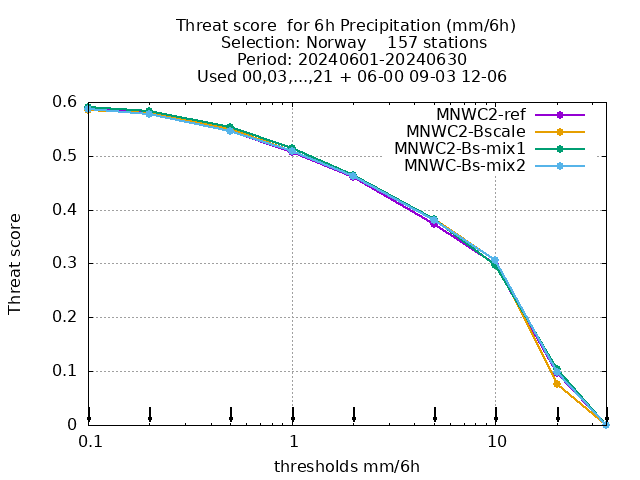 Threat score  for 6h Precipitation (mm/6h)
Selection: Norway    157 stations
Period: 20240601-20240630
Used 00,03,...,21 + 06-00 09-03 12-06
MNWC2-ref
MNWC2-Bscale
MNWC2-Bs-mix1
MNWC-Bs-mix2
Threat score
0.6
0.5
0.4
0.3
0.2
0.1
0
0.1 1 10
thresholds mm/6h